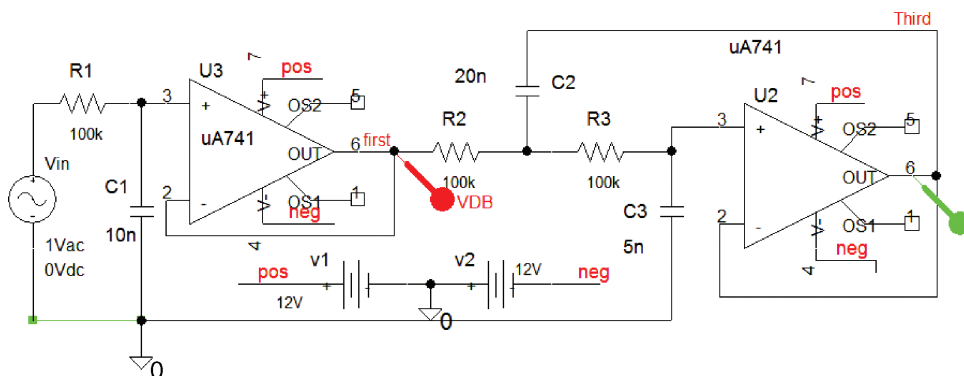 Third
uA741
R1
100k
Vin
1Vac
0Vdc
C1
10n
0
U3
uA741
3
+
2
-
7
pos
V+
OS2
5
OUT
6
OS1
1
V-
neg
4
first
VDB
R2
100k
20n
C2
R3
100k
C3
5n
U2
3
+
2
-
7
pos
V+
OS2
5
OUT
6
OS1
1
V-
neg
4
pos
v1
+
12V
0
v2
+
12V
neg